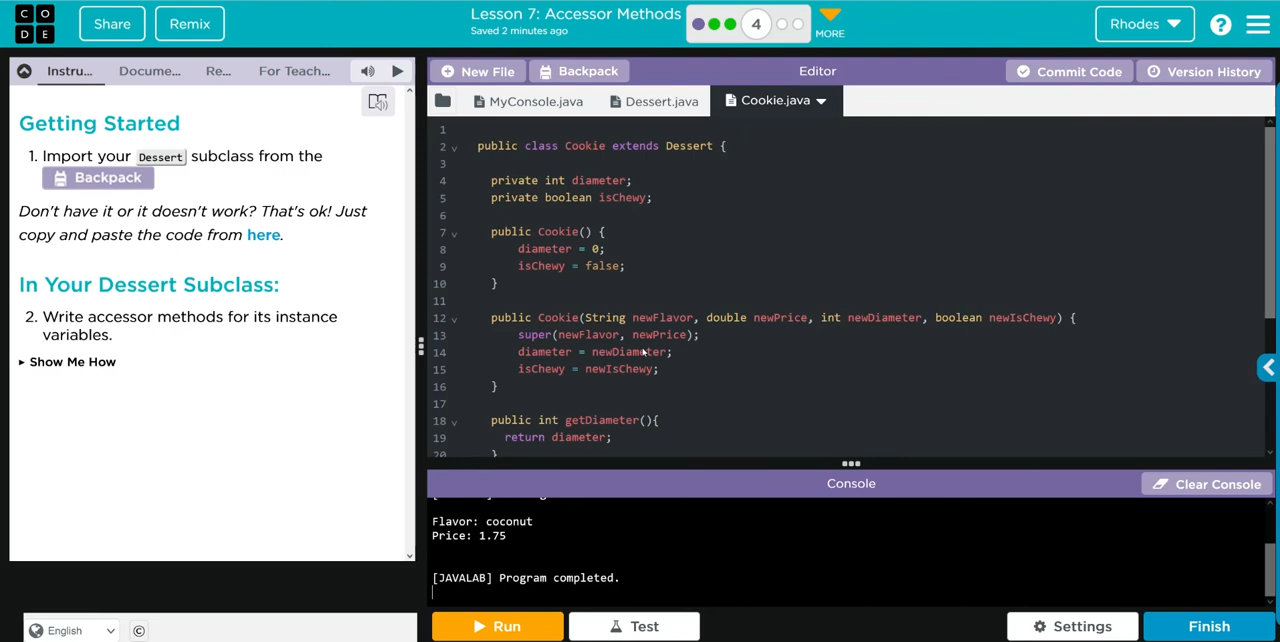 CO
DE
Share
Remix
Lesson 7: Accessor Methods
Saved 2 minutes ago
4
MORE
Rhodes
?
Instru...
Docume...
Re...
For Teach...
New File
Backpack
Editor
Commit Code
Version History
MyConsole.java
Dessert.java
Cookie.java
Getting Started
1. Import your Dessert subclass from the
Backpack
Don't have it or it doesn't work? That's ok! Just
copy and paste the code from here.
In Your Dessert Subclass:
2. Write accessor methods for its instance
variables.
Show Me How
1
2 public class Cookie extends Dessert {
3
4 private int diameter;
5 private boolean isChewy;
6
7 public Cookie() {
8 diameter = 0;
9 isChewy = false;
10 }
11
12 public Cookie(String newFlavor, double newPrice, int newDiameter, boolean newIsChewy) {
13 super(newFlavor, newPrice);
14 diameter = newDiameter;
15 isChewy = newIsChewy;
16 }
17
18 public int getDiameter(){
19 return diameter;
20 }
Console
Clear Console
Flavor: coconut
Price: 1.75
[JAVALAB] Program completed.
English
©
Run
Test
Settings
Finish